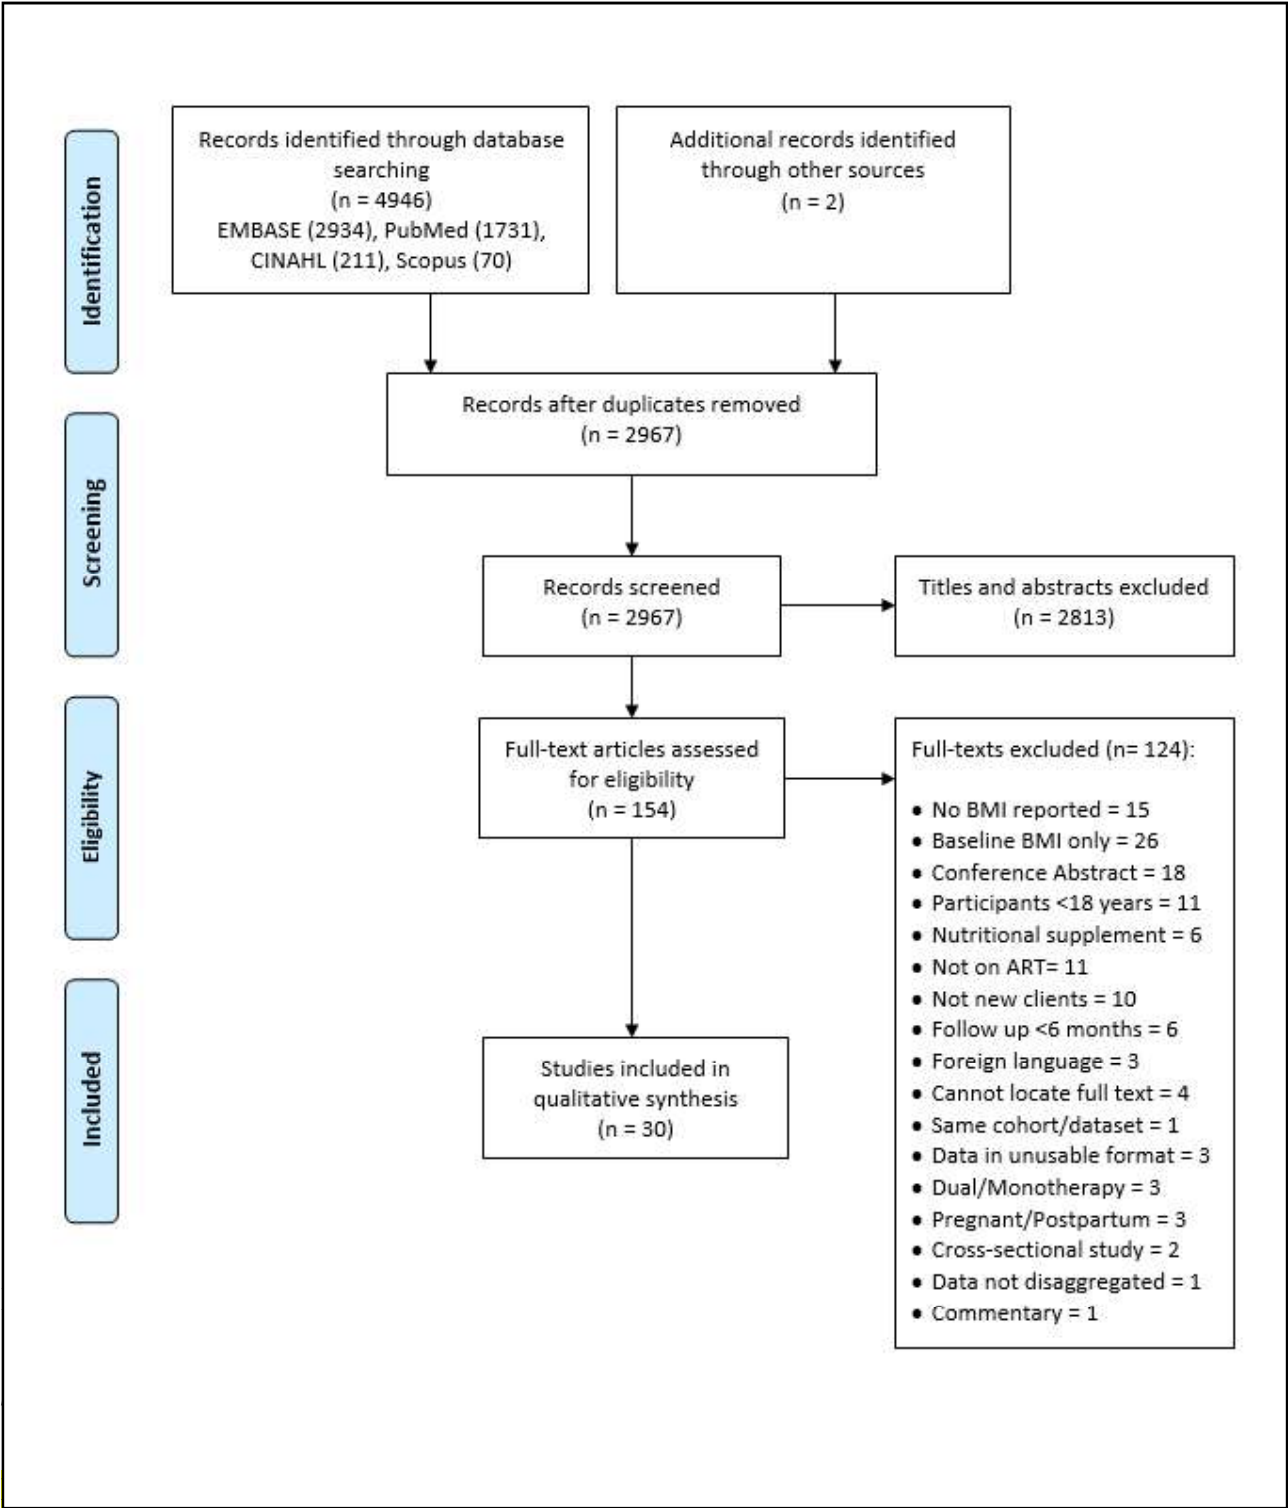 Identification
Records identified through database
searching
(n = 4946)
EMBASE (2934), PubMed (1731),
CINAHL (211), Scopus (70)
Additional records identified
through other sources
(n = 2)
Records after duplicates removed
(n = 2967)
Screening
Records screened
(n = 2967)
Titles and abstracts excluded
(n = 2813)
Eligibility
Full-text articles assessed
for eligibility
(n = 154)
Full-texts excluded (n= 124):
• No BMI reported = 15
• Baseline BMI only = 26
• Conference Abstract = 18
• Participants <18 years = 11
• Nutritional supplement = 6
• Not on ART= 11
• Not new clients = 10
• Follow up <6 months = 6
• Foreign language = 3
• Cannot locate full text = 4
• Same cohort/dataset = 1
• Data in unusable format = 3
• Dual/Monotherapy = 3
• Pregnant/Postpartum = 3
• Cross-sectional study = 2
• Data not disaggregated = 1
• Commentary = 1
Included
Studies included in
qualitative synthesis
(n = 30)